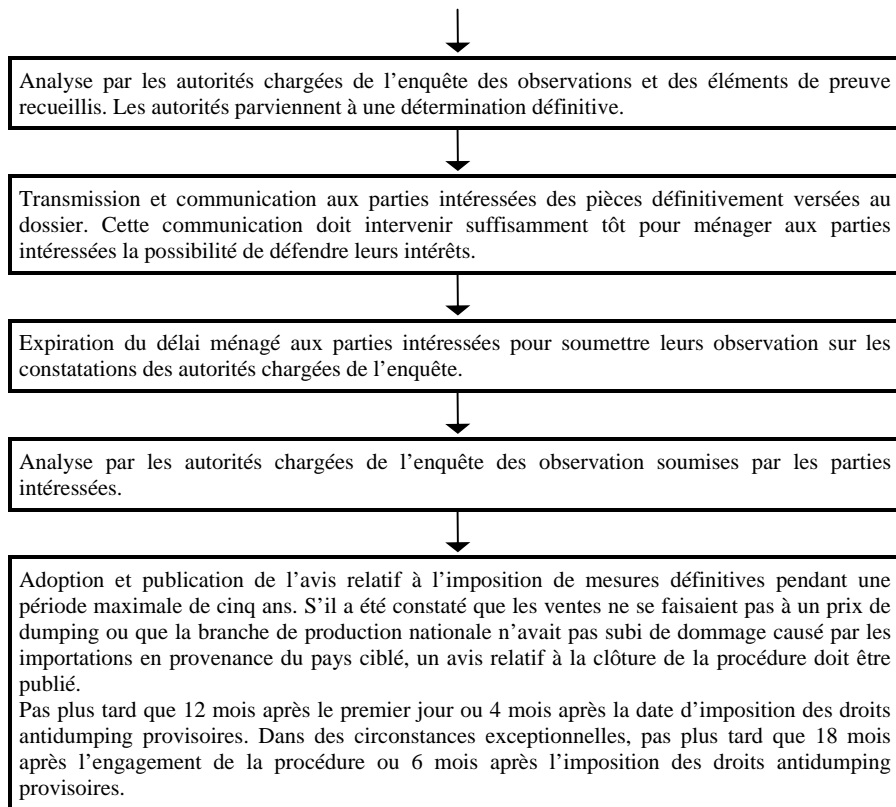 Analyse par les autorités chargées de l’enquête des observations et des éléments de preuve
recueillis. Les autorités parviennent à une détermination définitive.
Transmission et communication aux parties intéressées des pièces définitivement versées au
dossier. Cette communication doit intervenir suffisamment tôt pour ménager aux parties
intéressées la possibilité de défendre leurs intérêts.
Expiration du délai ménagé aux parties intéressées pour soumettre leurs observation sur les
constatations des autorités chargées de l’enquête.
Analyse par les autorités chargées de l’enquête des observation soumises par les parties
intéressées.
Adoption et publication de l’avis relatif à l’imposition de mesures définitives pendant une
période maximale de cinq ans. S’il a été constaté que les ventes ne se faisaient pas à un prix de
dumping ou que la branche de production nationale n’avait pas subi de dommage causé par les
importations en provenance du pays ciblé, un avis relatif à la clôture de la procédure doit être
publié.
Pas plus tard que 12 mois après le premier jour ou 4 mois après la date d’imposition des droits
antidumping provisoires. Dans des circonstances exceptionnelles, pas plus tard que 18 mois
après l’engagement de la procédure ou 6 mois après l’imposition des droits antidumping
provisoires.